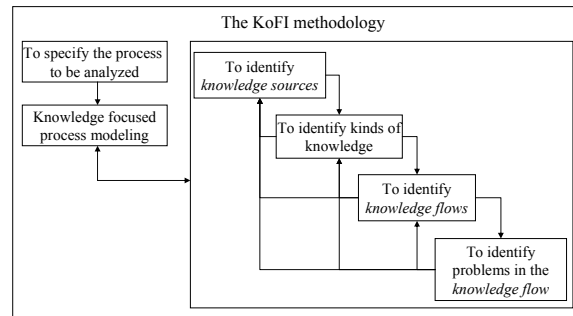 The KoFI methodology
To specify the process
to be analyzed
Knowledge focused
process modeling
To identify
knowledge sources
To identify kinds of
knowledge
To identify
knowledge flows
To identify
problems in the
knowledge flow